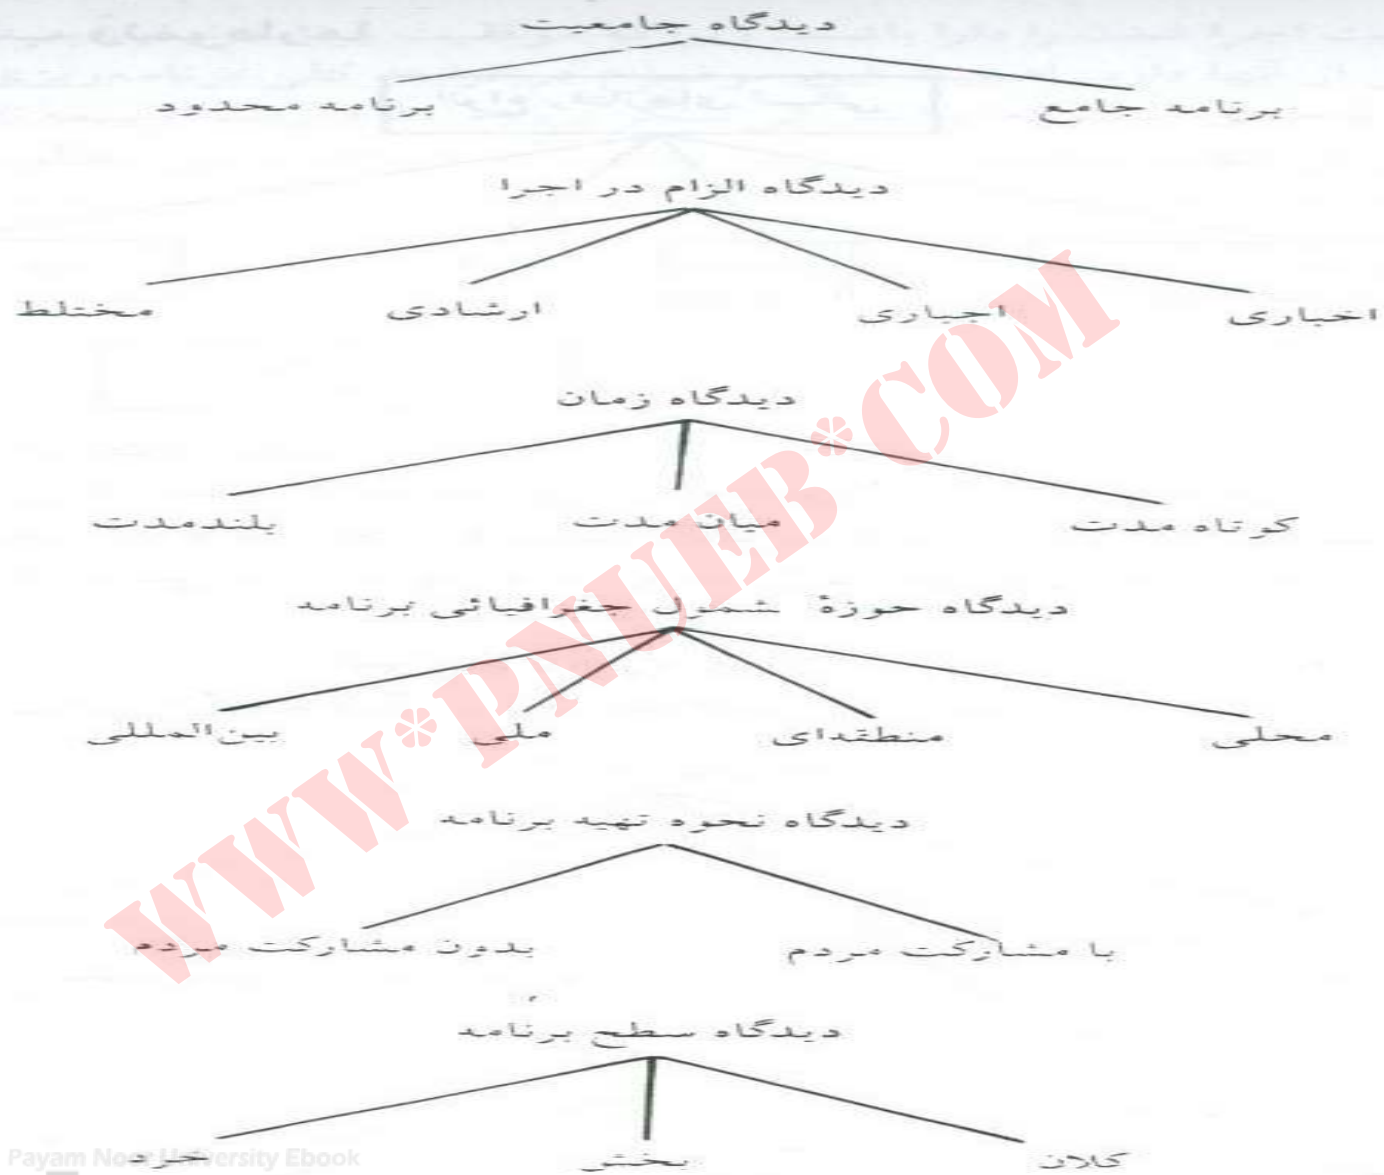 دیدگاه جامعیت
برنامه جامع برنامه محدود
دیدگاه الزام در اجرا
اخباری اجباری ارشادی مختلط
دیدگاه زمان
کوتاه مدت میان مدت بلندمدت
دیدگاه حوزهٔ شمول جغرافیائی برنامه
محلی منطقه‌ای ملی بین‌المللی
دیدگاه نحوه تهیه برنامه
با مشارکت مردم بدون مشارکت مردم
دیدگاه سطح برنامه
کلان بخش خرد
WWW*PNUEB*COM
Payam Noor University Ebook